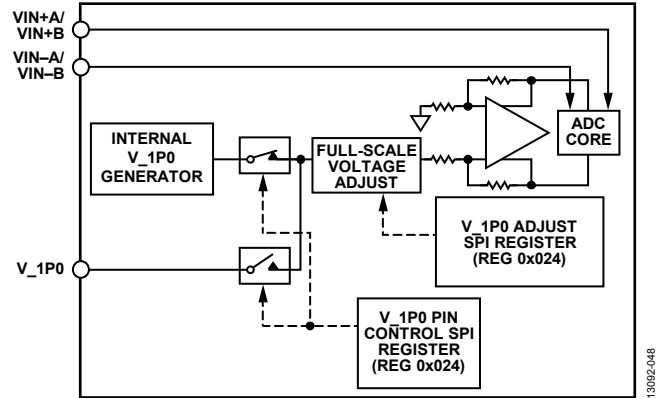 VIN+A/
VIN+B
VIN–A/
VIN–B
INTERNAL
V_1P0
GENERATOR
FULL-SCALE
VOLTAGE
ADJUST
ADC
CORE
V_1P0 ADJUST
SPI REGISTER
(REG 0x024)
V_1P0
V_1P0 PIN
CONTROL SPI
REGISTER
(REG 0x024)
13092-048